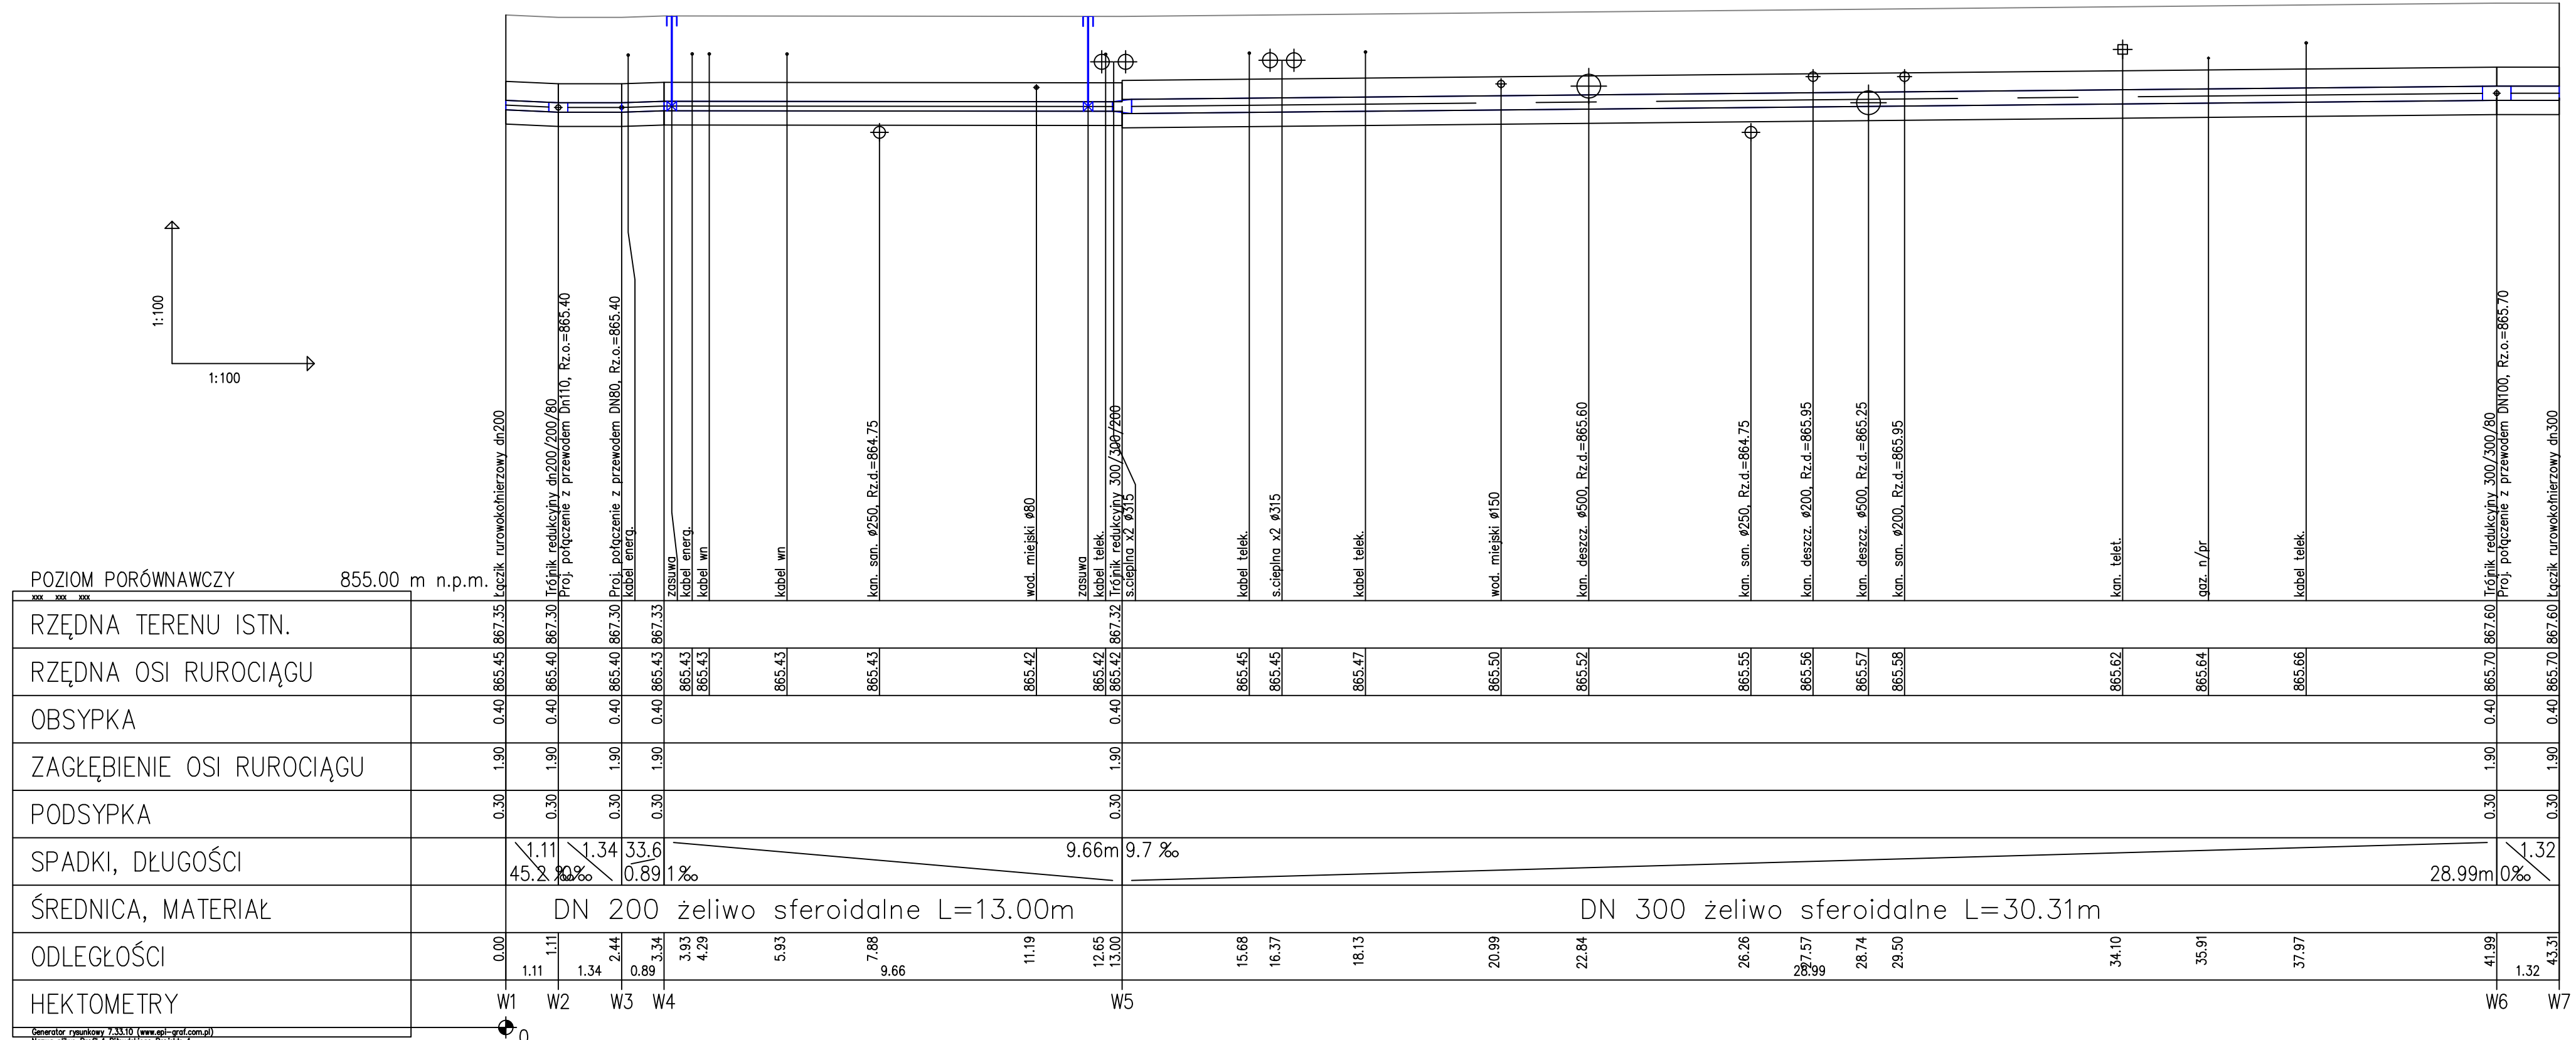 1:100
1:100
Łącznik rurowokołnierzowy dn200
Trójnik redukcyjny dn200/200/80
Proj. połączenie z przewodem Dn110, Rz.o.=865.40
Proj. połączenie z przewodem DN80, Rz.o.=865.40
kabel energ.
zasuwa
kabel energ.
kabel wn
kabel wn
kan. san. ø250, Rz.d.=864.75
wod. miejski ø80
zasuwa
kabel telek.
Trójnik redukcyjny 300/300/200
s.cieplna x2 ø315
kabel telek.
s.cieplna x2 ø315
kabel telek.
wod. miejski ø150
kan. deszcz. ø500, Rz.d.=865.60
kan. san. ø250, Rz.d.=864.75
kan. deszcz. ø200, Rz.d.=865.95
kan. deszcz. ø500, Rz.d.=865.25
kan. san. ø200, Rz.d.=865.95
kan. telet.
gaz. n/pr
kabel telek.
Trójnik redukcyjny 300/300/80
Proj. połączenie z przewodem DN100, Rz.o.=865.70
Łączik rurowokołnierzowy dn300
POZIOM PORÓWNAWCZY 855.00 m n.p.m.
xxx xxx xxx
RZĘDNA TERENU ISTN. 867.35 867.30 867.30 867.33 867.32 867.60 867.60
RZĘDNA OSI RUROCIĄGU 865.45 865.40 865.40 865.43 865.43 865.43 865.43 865.43 865.42 865.42 865.42 865.45 865.45 865.47 865.50 865.52 865.55 865.56 865.57 865.58 865.62 865.64 865.66 865.70 865.70
OBSYPKA 0.40 0.40 0.40 0.40 0.40 0.40 0.40
ZAGŁĘBIENIE OSI RUROCIĄGU 1.90 1.90 1.90 1.90 1.90 1.90 1.90
PODSYPKA 0.30 0.30 0.30 0.30 0.30 0.30 0.30
SPADKI, DŁUGOŚCI 1.11 1.34 33.6 9.66m 9.7 ‰ 1.32
45.2 ‰ 0‰ 0.89 1‰ 28.99m 0‰
ŚREDNICA, MATERIAŁ DN 200 żeliwo sferoidalne L=13.00m DN 300 żeliwo sferoidalne L=30.31m
ODLEGŁOŚCI 0.00 1.11 2.44 3.34 3.93 4.29 5.93 7.88 11.19 12.65 13.00 15.68 16.37 18.13 20.99 22.84 26.26 27.57 28.74 29.50 34.10 35.91 37.97 41.99 43.31
1.11 1.34 0.89 9.66 28.99 1.32
HEKTOMETRY W1 W2 W3 W4 W5 W6 W7
Generator rysunkowy 7.33.10 (www.epi-graf.com.pl)
0